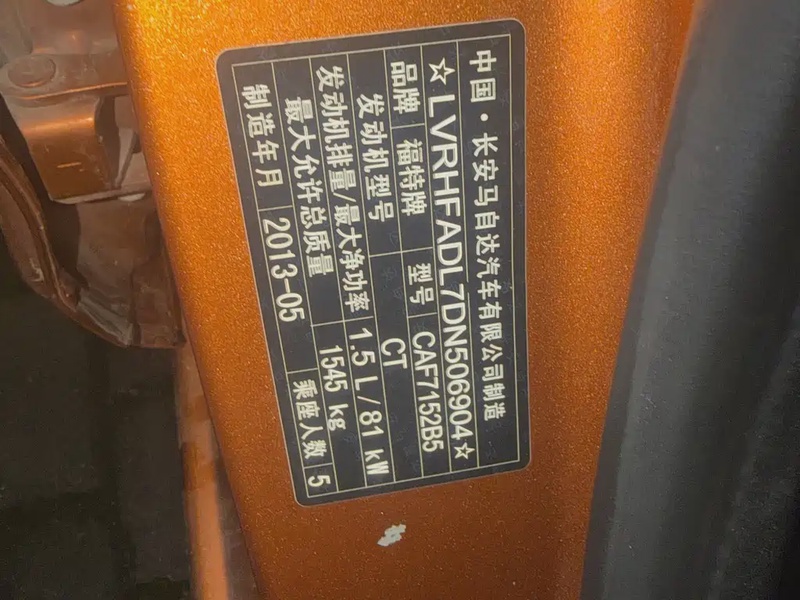 中国·长安马自达汽车有限公司制造
☆LVRHFADL7DN506904☆
品牌 福特牌 型号 CAF7152B5
发动机型号 CT
发动机排量/最大净功率 1.5 L/81 kW
最大允许总质量 1545 kg
制造年月 2013-05 乘座人数 5